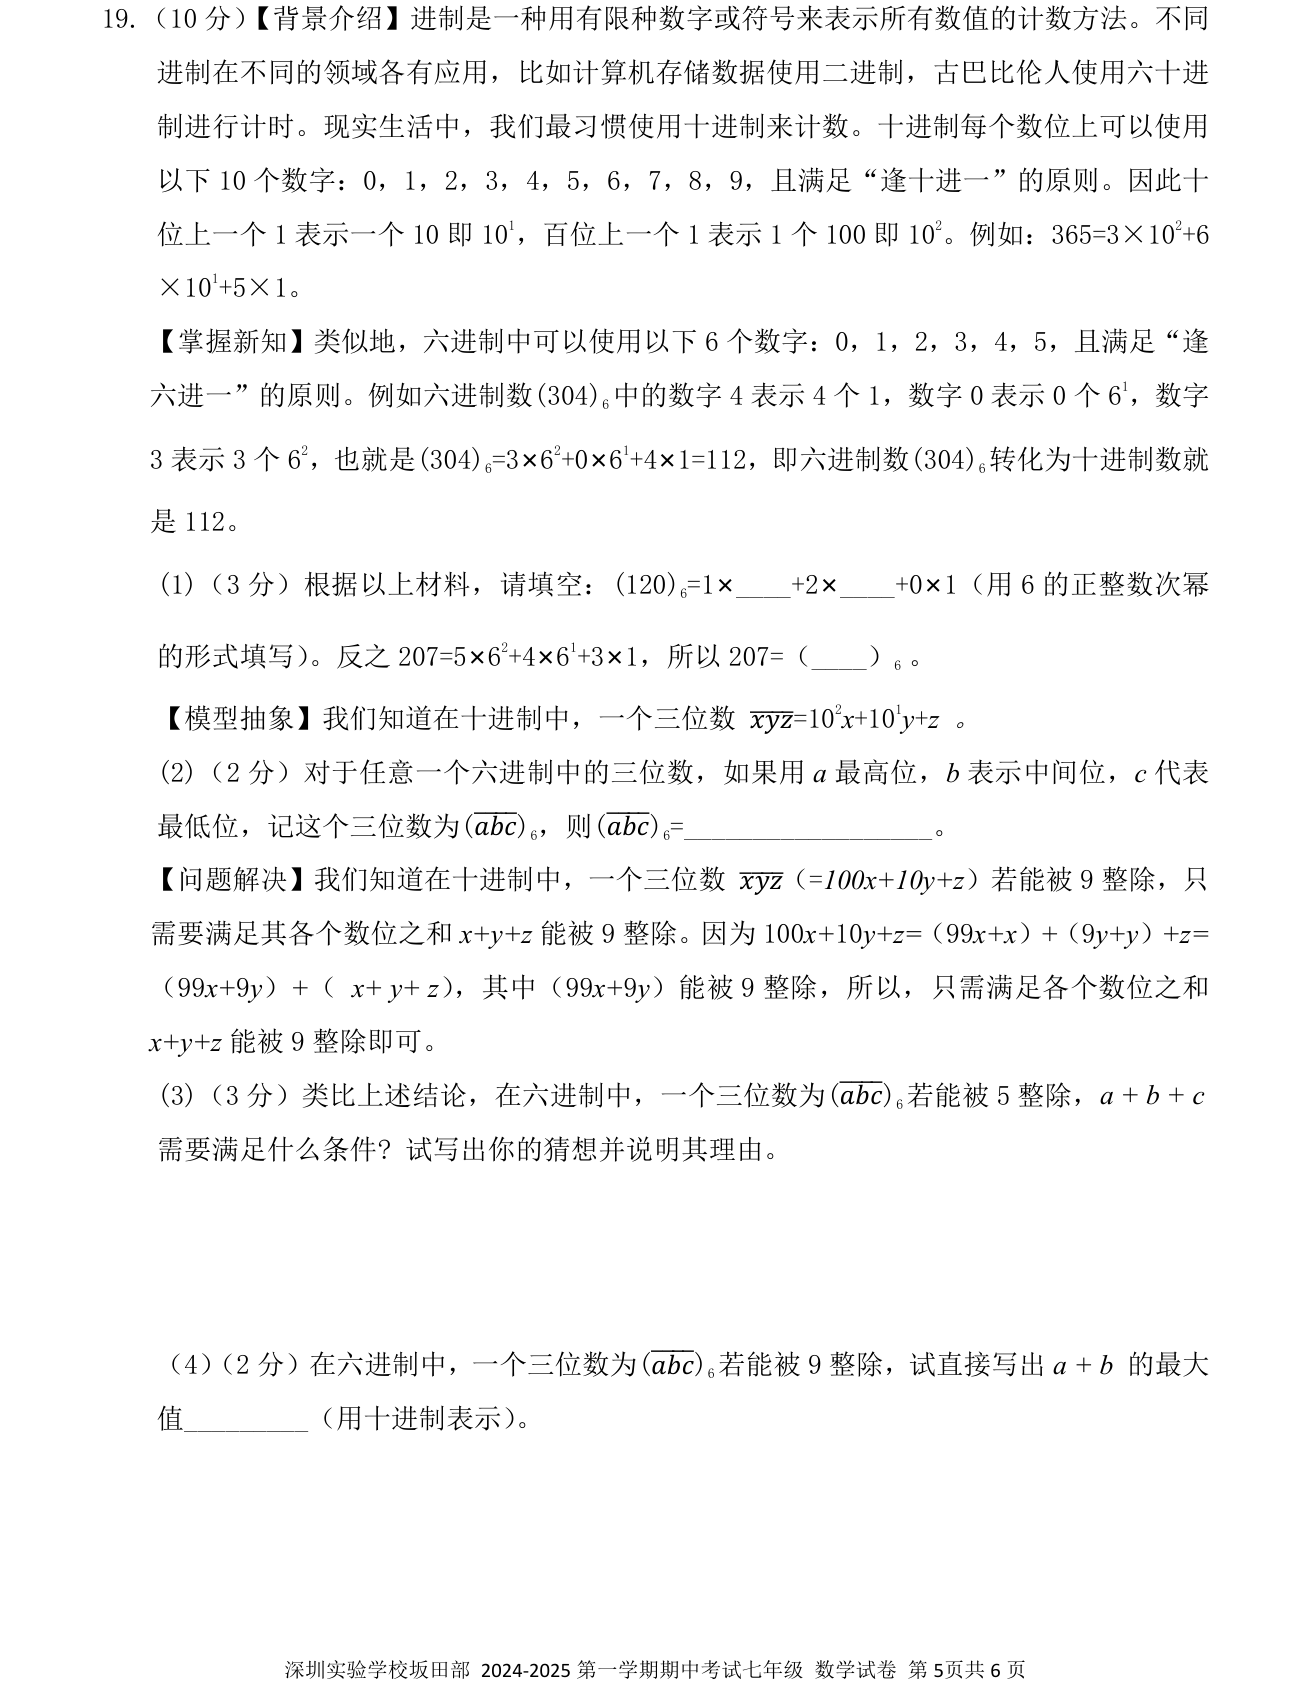 19.（10 分）【背景介绍】进制是一种用有限种数字或符号来表示所有数值的计数方法。不同
进制在不同的领域各有应用，比如计算机存储数据使用二进制，古巴比伦人使用六十进
制进行计时。现实生活中，我们最习惯使用十进制来计数。十进制每个数位上可以使用
以下 10 个数字：0，1，2，3，4，5，6，7，8，9，且满足“逢十进一”的原则。因此十
位上一个 1 表示一个 10 即 10¹，百位上一个 1 表示 1 个 100 即 10²。例如：365=3×10²+6
×10¹+5×1。
【掌握新知】类似地，六进制中可以使用以下 6 个数字：0，1，2，3，4，5，且满足“逢
六进一”的原则。例如六进制数(304)₆中的数字 4 表示 4 个 1，数字 0 表示 0 个 6¹，数字
3 表示 3 个 6²，也就是(304)₆=3×6²+0×6¹+4×1=112，即六进制数(304)₆转化为十进制数就
是 112。
(1)（3 分）根据以上材料，请填空：(120)₆=1×____+2×____+0×1（用 6 的正整数次幂
的形式填写）。反之 207=5×6²+4×6¹+3×1，所以 207=（____）₆ 。
【模型抽象】我们知道在十进制中，一个三位数 x̅y̅z̅=10²x+10¹y+z 。
(2)（2 分）对于任意一个六进制中的三位数，如果用 a 最高位，b 表示中间位，c 代表
最低位，记这个三位数为(a̅b̅c̅)₆，则(a̅b̅c̅)₆=__________________。
【问题解决】我们知道在十进制中，一个三位数 x̅y̅z̅（=100x+10y+z）若能被 9 整除，只
需要满足其各个数位之和 x+y+z 能被 9 整除。因为 100x+10y+z=（99x+x）+（9y+y）+z=
（99x+9y）+（ x+ y+ z），其中（99x+9y）能被 9 整除，所以，只需满足各个数位之和
x+y+z 能被 9 整除即可。
(3)（3 分）类比上述结论，在六进制中，一个三位数为(a̅b̅c̅)₆若能被 5 整除，a + b + c
需要满足什么条件？试写出你的猜想并说明其理由。
（4）（2 分）在六进制中，一个三位数为(a̅b̅c̅)₆若能被 9 整除，试直接写出 a + b 的最大
值_________（用十进制表示）。
深圳实验学校坂田部 2024-2025 第一学期期中考试七年级 数学试卷 第 5页共 6 页